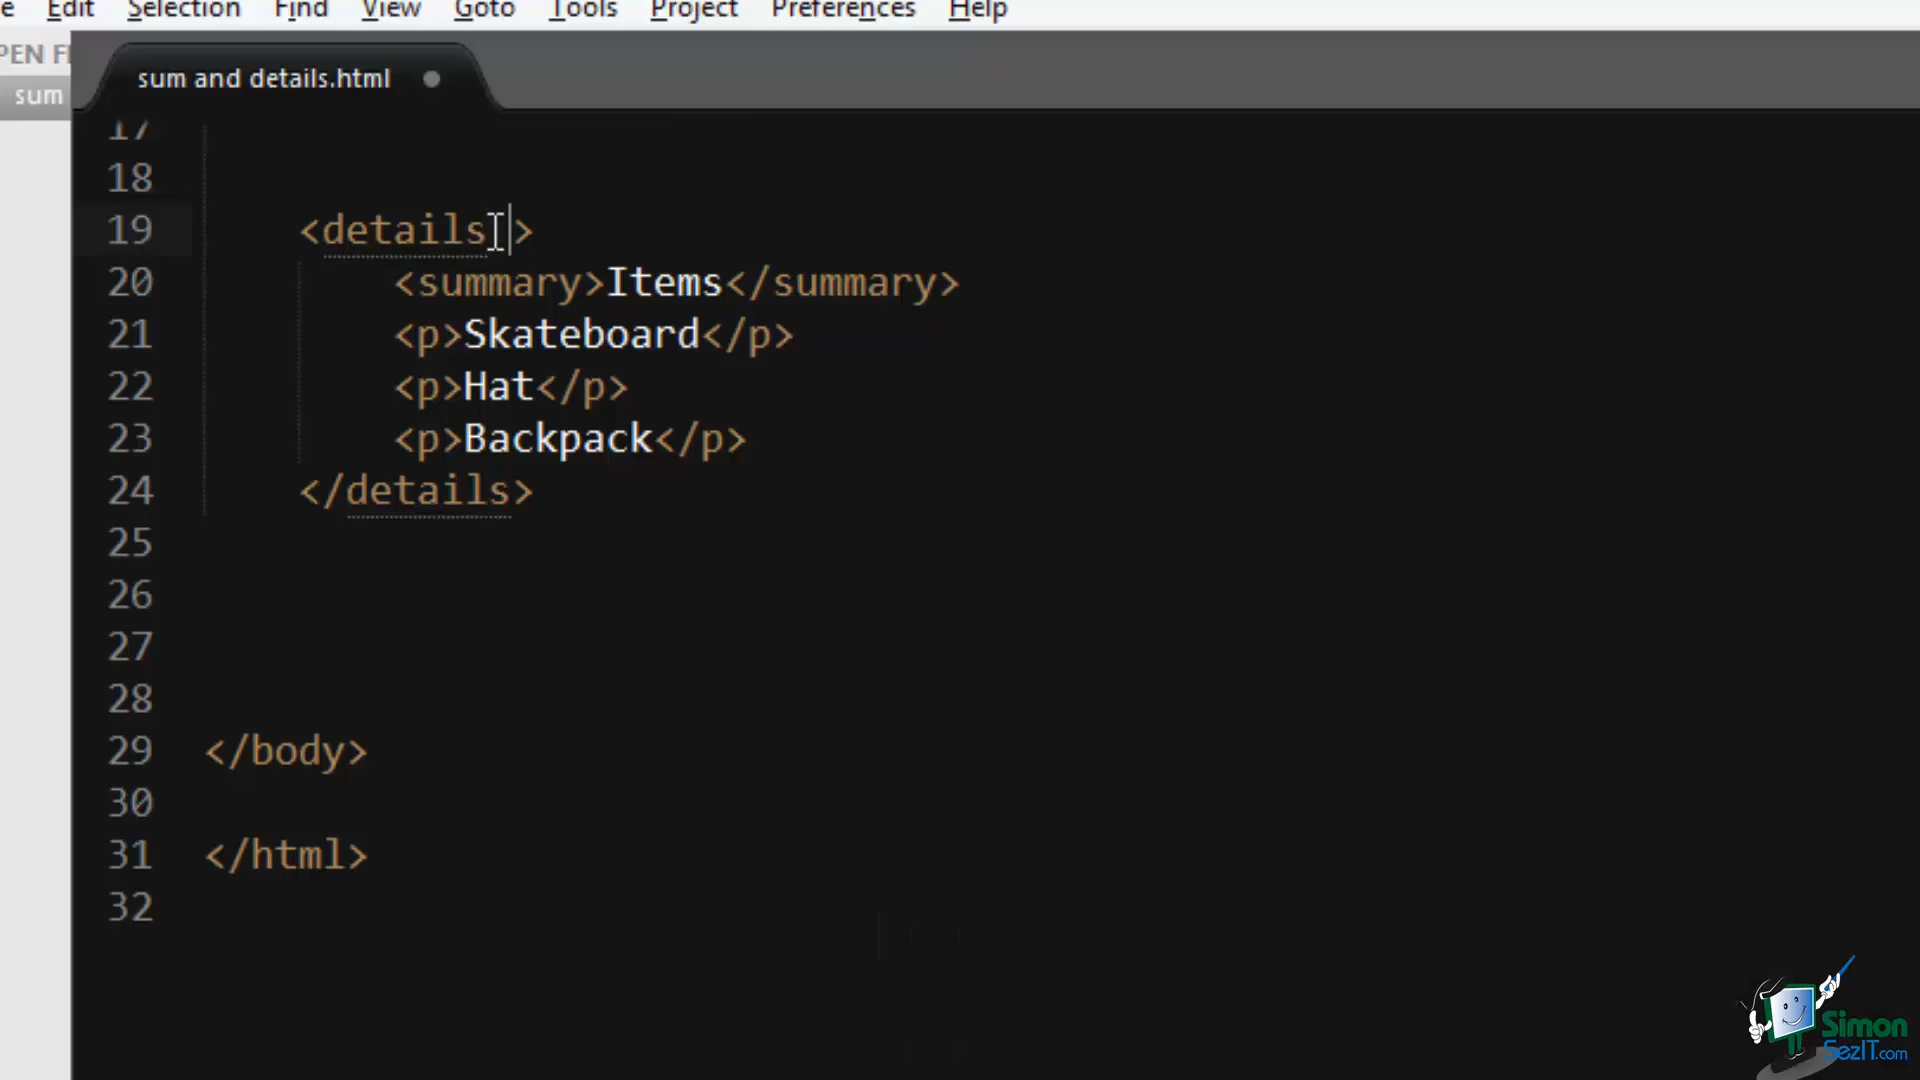 e Edit Selection Find View Goto Tools Project Preferences Help
PEN F
sum and details.html
sum
17
18
19 <details >
20 <summary>Items</summary>
21 <p>Skateboard</p>
22 <p>Hat</p>
23 <p>Backpack</p>
24 </details>
25
26
27
28
29 </body>
30
31 </html>
32
Simon
SezIT.com